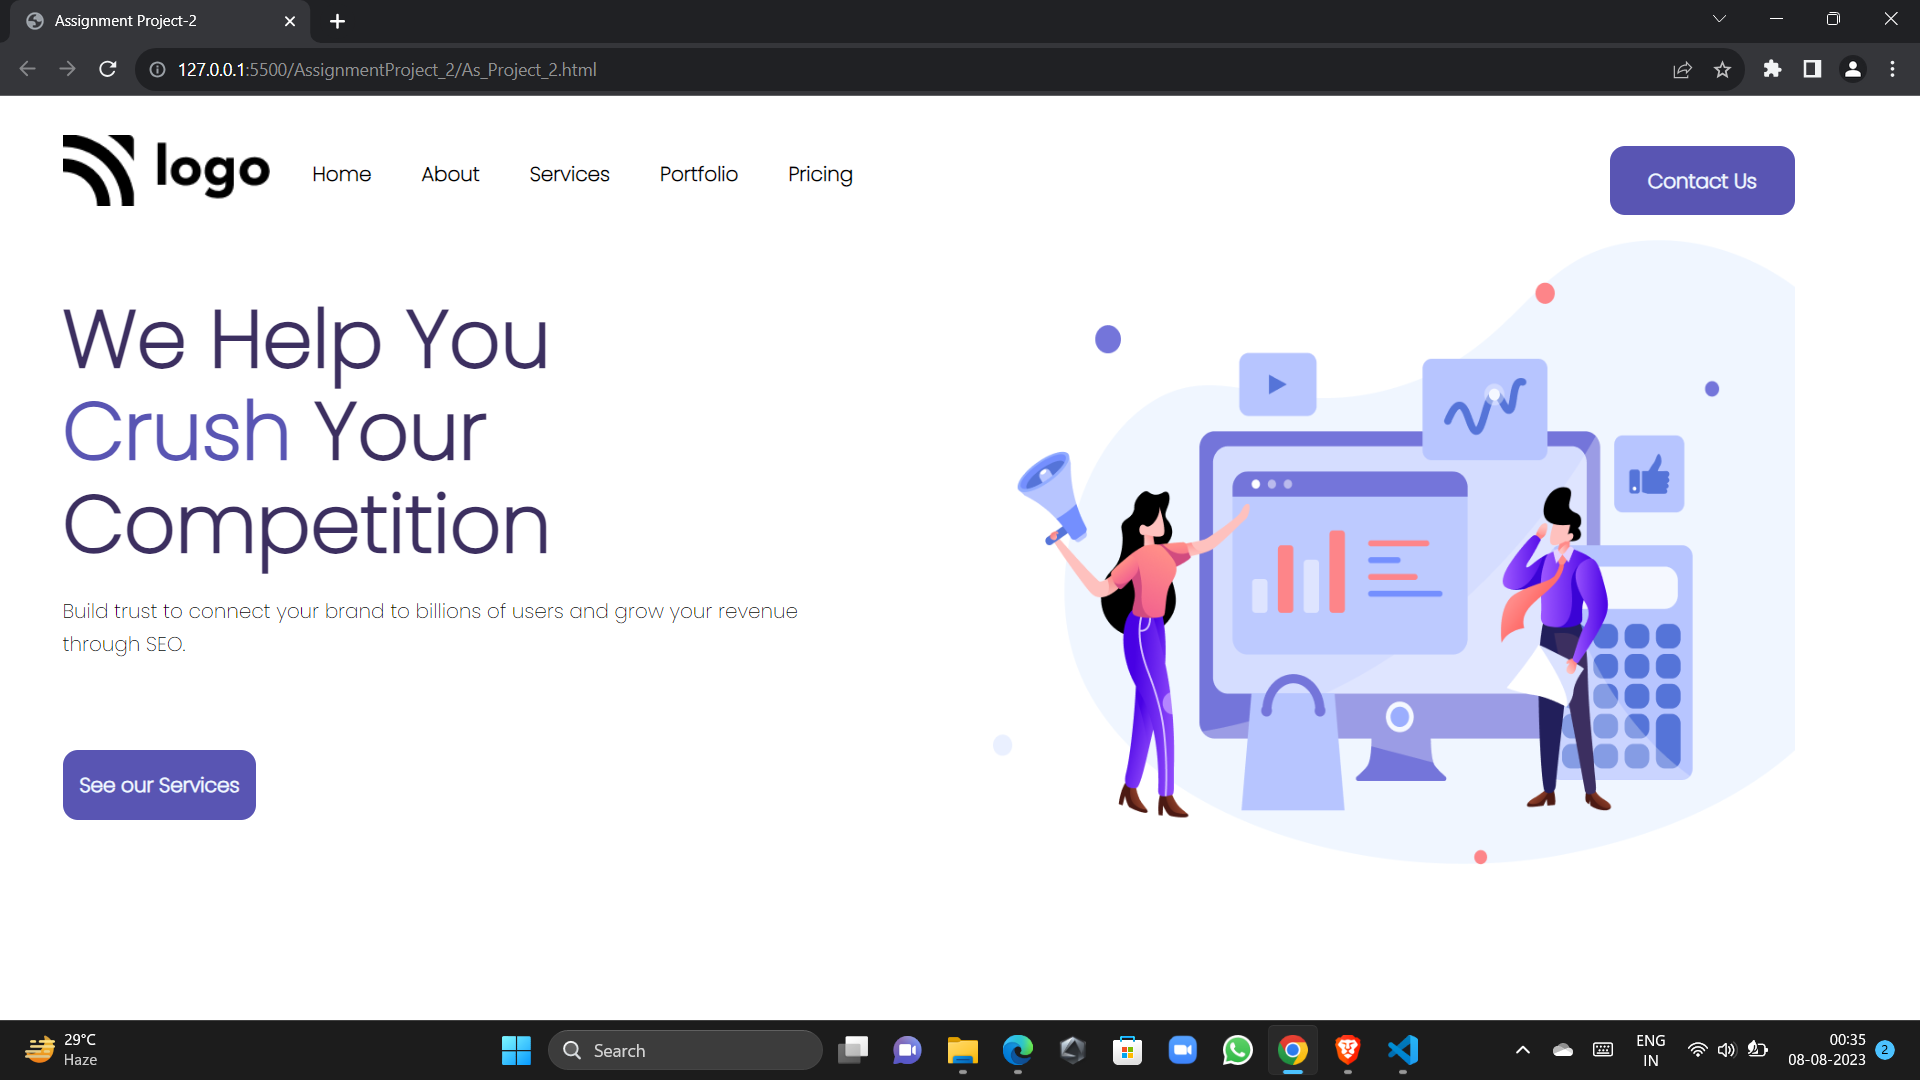 Assignment Project-2
127.0.0.1:5500/AssignmentProject_2/As_Project_2.html
logo
Home
About
Services
Portfolio
Pricing
Contact Us
We Help You
Crush Your
Competition
Build trust to connect your brand to billions of users and grow your revenue
through SEO.
See our Services
29°C
Haze
Search
ENG
IN
00:35
08-08-2023
2